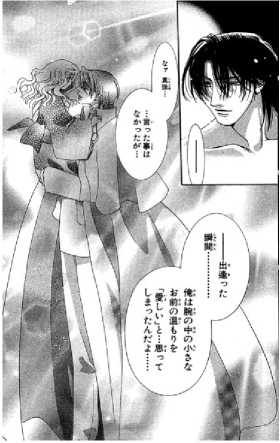 なァ 真珠…
…言った事は
なかったが…
――出逢った
瞬間…………
俺は腕の中の小さな
お前の温もりを
「愛しい」と…思って
しまったんだよ……